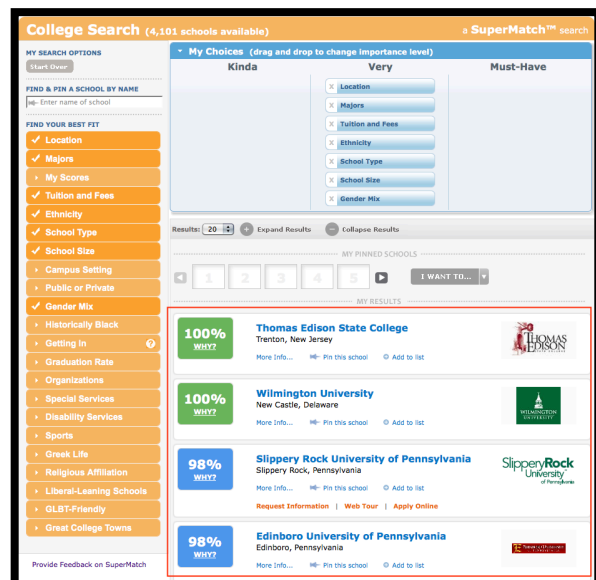 College Search (4,101 schools available)
a SuperMatch™ search
MY SEARCH OPTIONS
Start Over
FIND & PIN A SCHOOL BY NAME
Enter name of school
FIND YOUR BEST FIT
Location
Majors
My Scores
Tuition and Fees
Ethnicity
School Type
School Size
Campus Setting
Public or Private
Gender Mix
Historically Black
Getting In ?
Graduation Rate
Organizations
Special Services
Disability Services
Sports
Greek Life
Religious Affiliation
Liberal-Leaning Schools
GLBT-Friendly
Great College Towns
Provide Feedback on SuperMatch
My Choices (drag and drop to change importance level)
Kinda Very Must-Have
X Location
X Majors
X Tuition and Fees
X Ethnicity
X School Type
X School Size
X Gender Mix
Results: 20 Expand Results Collapse Results
MY PINNED SCHOOLS
1 2 3 4 5 I WANT TO...
MY RESULTS
100%
WHY?
Thomas Edison State College
Trenton, New Jersey
More Info... Pin this school Add to list
THOMAS
EDISON
100%
WHY?
Wilmington University
New Castle, Delaware
More Info... Pin this school Add to list
WILMINGTON
UNIVERSITY
98%
WHY?
Slippery Rock University of Pennsylvania
Slippery Rock, Pennsylvania
More Info... Pin this school Add to list
Request Information | Web Tour | Apply Online
SlipperyRock
University
of Pennsylvania
98%
WHY?
Edinboro University of Pennsylvania
Edinboro, Pennsylvania
More Info... Pin this school Add to list